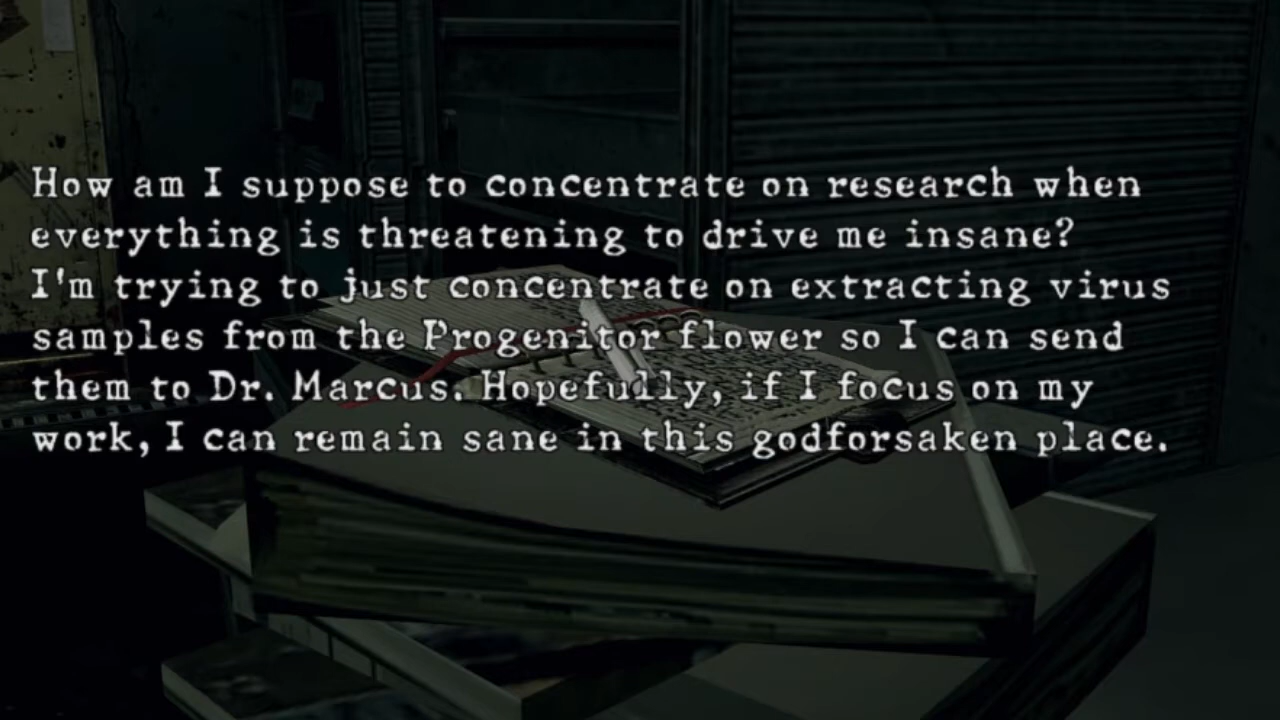 How am I suppose to concentrate on research when
everything is threatening to drive me insane?
I'm trying to just concentrate on extracting virus
samples from the Progenitor flower so I can send
them to Dr. Marcus. Hopefully, if I focus on my
work, I can remain sane in this godforsaken place.